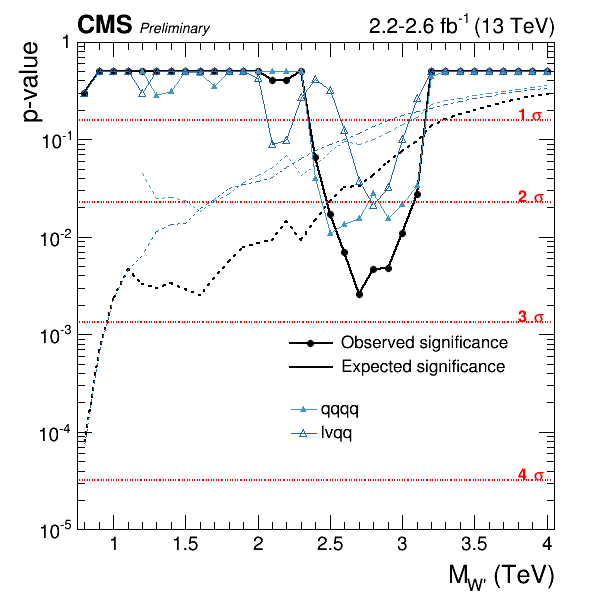 CMS Preliminary 2.2-2.6 fb⁻¹ (13 TeV)
p-value
1
10⁻¹
10⁻²
10⁻³
10⁻⁴
10⁻⁵
1 σ
2 σ
3 σ
4 σ
Observed significance
Expected significance
qqqq
lvqq
1 1.5 2 2.5 3 3.5 4
M_W' (TeV)